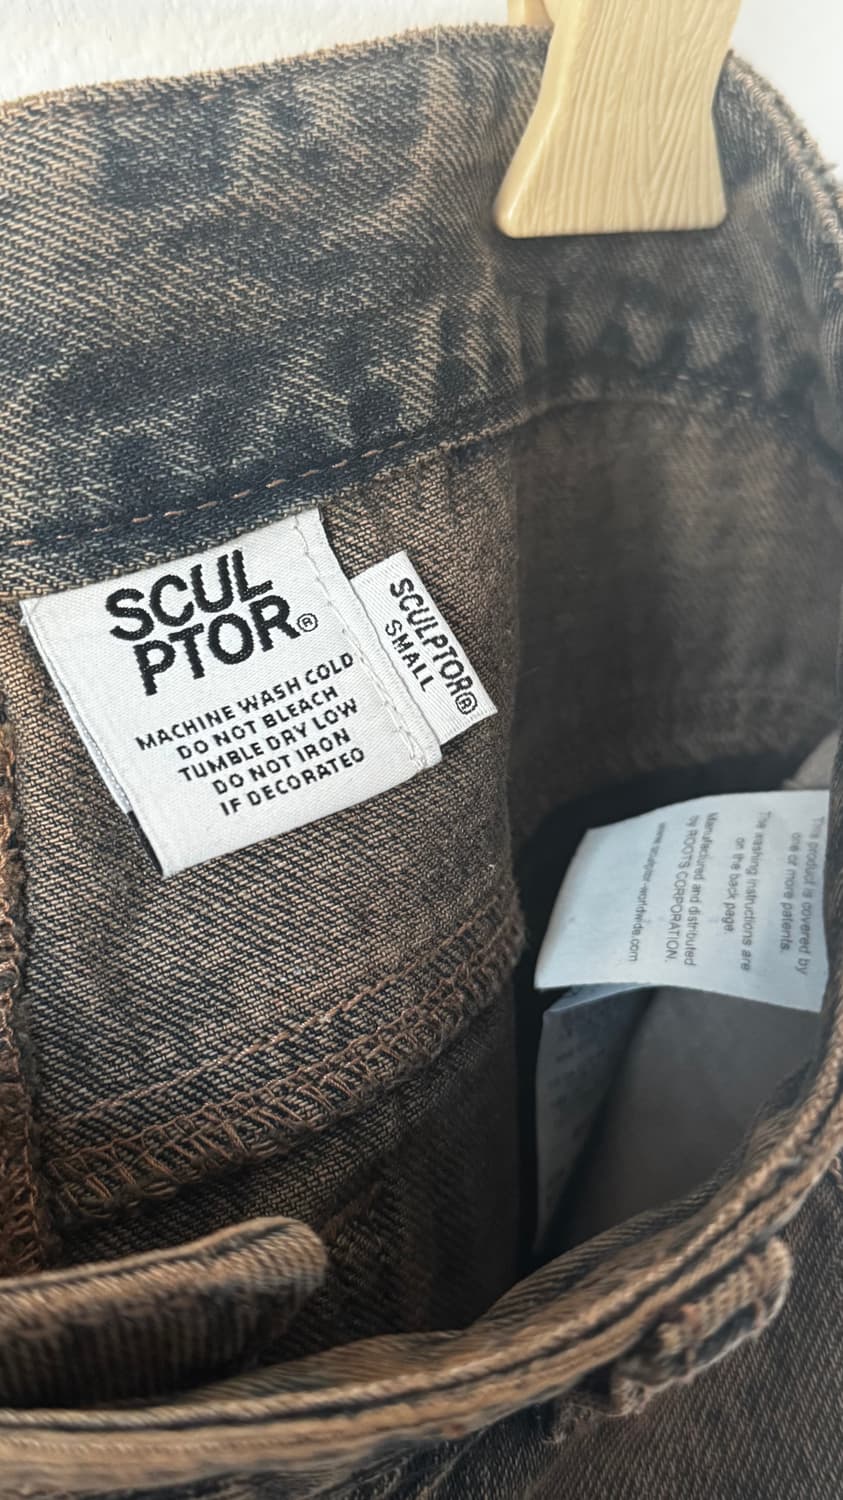 SCUL
PTOR®
MACHINE WASH COLD
DO NOT BLEACH
TUMBLE DRY LOW
DO NOT IRON
IF DECORATED
SCULPTOR®
SMALL
This product is covered by
one or more patents.
The washing instructions are
on the back page.
Manufactured and distributed
by ROOTS CORPORATION.
www.sculptor-worldwide.com